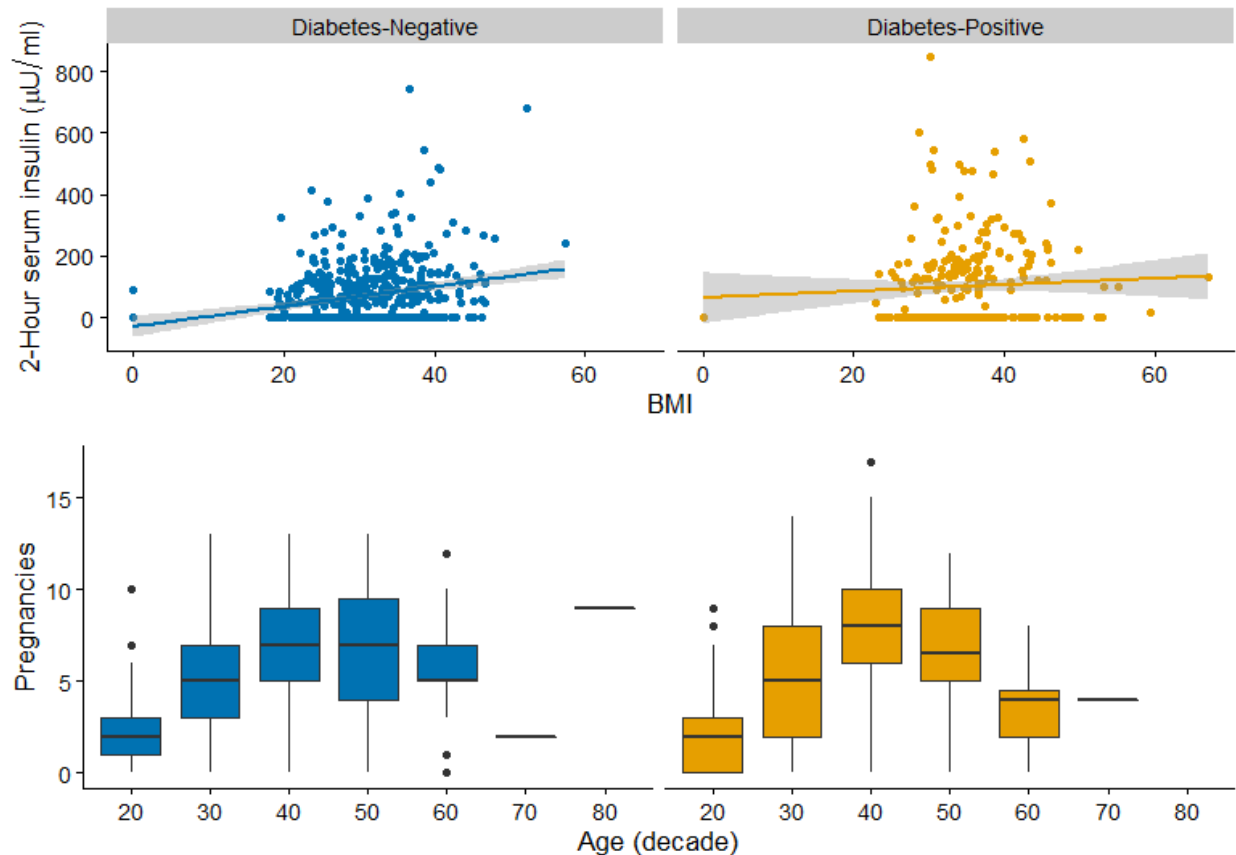 Diabetes-Negative Diabetes-Positive
2-Hour serum insulin (μU/ml)
800
600
400
200
0
0 20 40 60 0 20 40 60
BMI
Pregnancies
15
10
5
0
20 30 40 50 60 70 80 20 30 40 50 60 70 80
Age (decade)